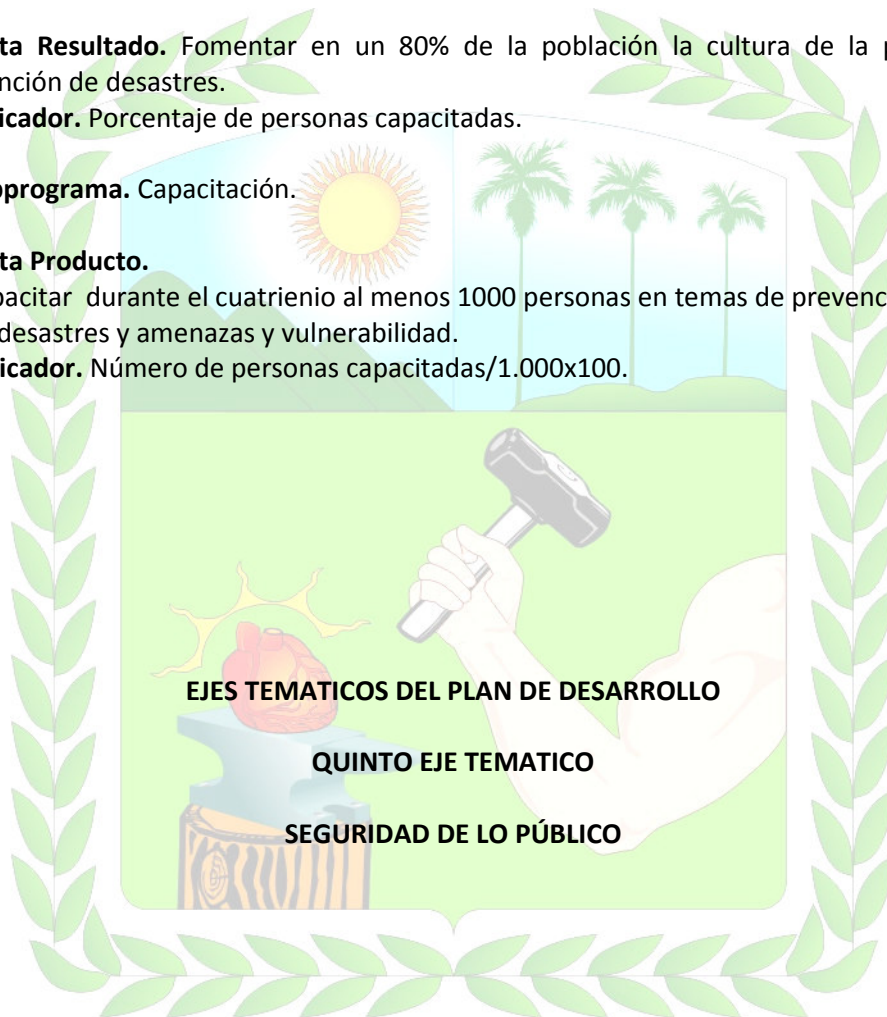 ta Resultado. Fomentar en un 80% de la población la cultura de la p
nción de desastres.
icador. Porcentaje de personas capacitadas.
programa. Capacitación.
ta Producto.
pacitar durante el cuatrienio al menos 1000 personas en temas de prevenc
desastres y amenazas y vulnerabilidad.
icador. Número de personas capacitadas/1.000x100.
EJES TEMATICOS DEL PLAN DE DESARROLLO
QUINTO EJE TEMATICO
SEGURIDAD DE LO PÚBLICO